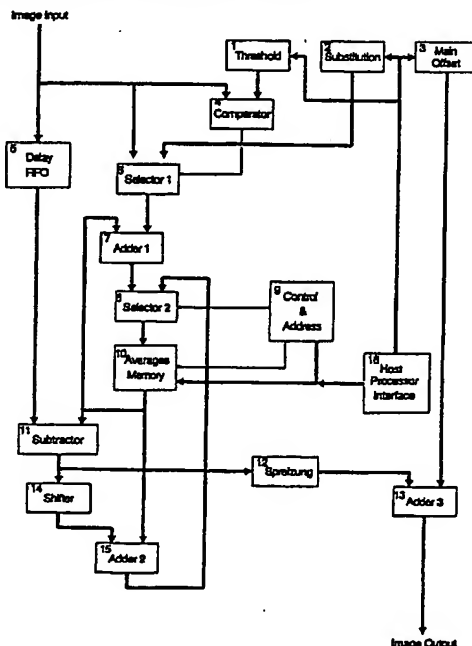 Image Input
1
Threshold
2
Substitution
3
Main
Offset
4
Comparator
6
Delay
FIFO
5
Selector 1
7
Adder 1
8
Selector 2
9
Control
&
Address
10
Averages
Memory
16
Host
Processor
Interface
11
Subtractor
12
Spreizung
14
Shifter
13
Adder 3
15
Adder 2
Image Output